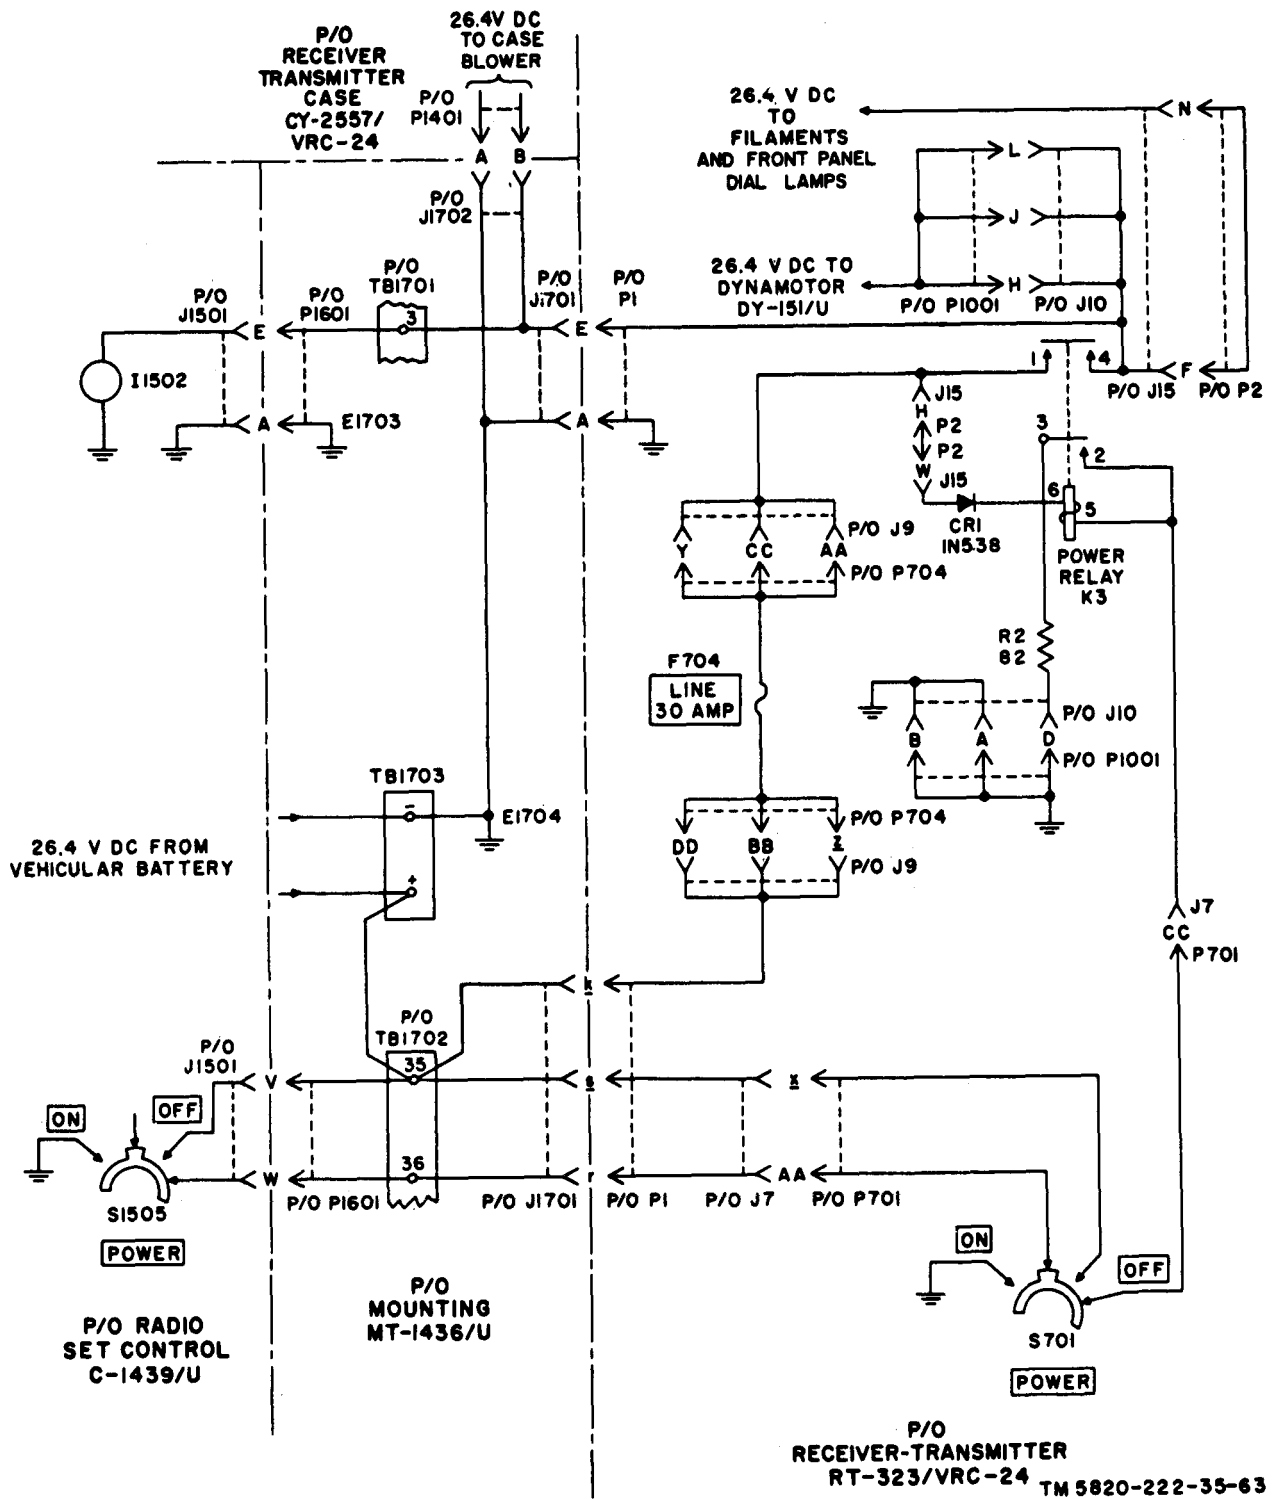 P/O
RECEIVER
TRANSMITTER
CASE
CY-2557/
VRC-24
26.4V DC
TO CASE
BLOWER
P/O
P1401
A B
P/O
J1702
26.4 V DC
TO
FILAMENTS
AND FRONT PANEL
DIAL LAMPS
N
L
J
H
26.4 V DC TO
DYNAMOTOR
DY-151/U
P/O P1001
P/O J10
P/O
J1501
P/O
P1601
P/O
TB1701
P/O
J1701
P/O
P1
E
3
E
I1502
A
E1703
A
1
4
F
P/O J15
P/O P2
J15
H
P2
P2
W
J15
3
2
6
5
CR1
IN538
POWER
RELAY
K3
Y
CC
AA
P/O J9
P/O P704
R2
82
F704
LINE
30 AMP
P/O J10
B
A
D
P/O P1001
TB1703
-
E1704
+
26.4 V DC FROM
VEHICULAR BATTERY
P/O P704
DD
BB
z
P/O J9
J7
CC
P701
k
P/O
TB1702
35
P/O
J1501
V
s
x
ON
OFF
36
W
r
AA
P/O P1601
P/O J1701
P/O P1
P/O J7
P/O P701
S1505
POWER
ON
OFF
S701
POWER
P/O RADIO
SET CONTROL
C-1439/U
P/O
MOUNTING
MT-1436/U
P/O
RECEIVER-TRANSMITTER
RT-323/VRC-24
TM 5820-222-35-63